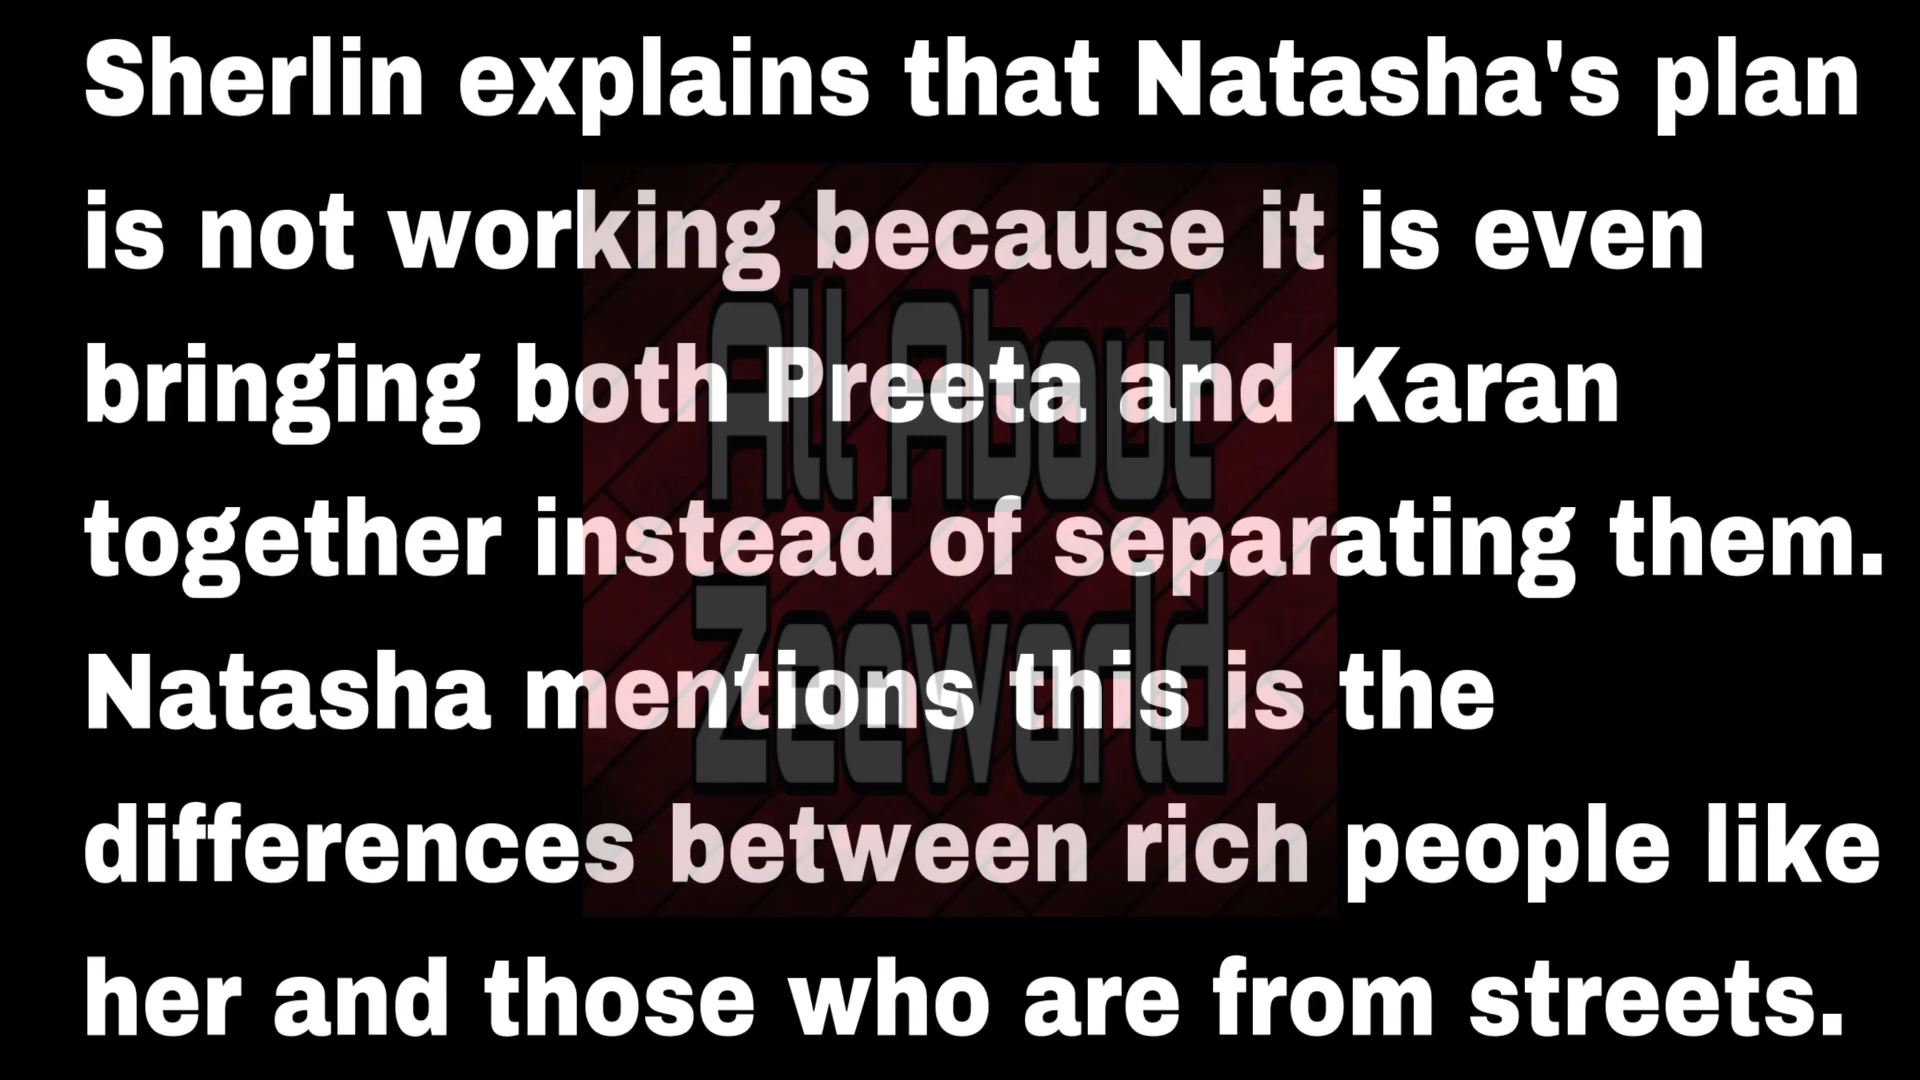 Sherlin explains that Natasha's plan
is not working because it is even
bringing both Preeta and Karan
together instead of separating them.
Natasha mentions this is the
differences between rich people like
her and those who are from streets.
All About
Zeeworld